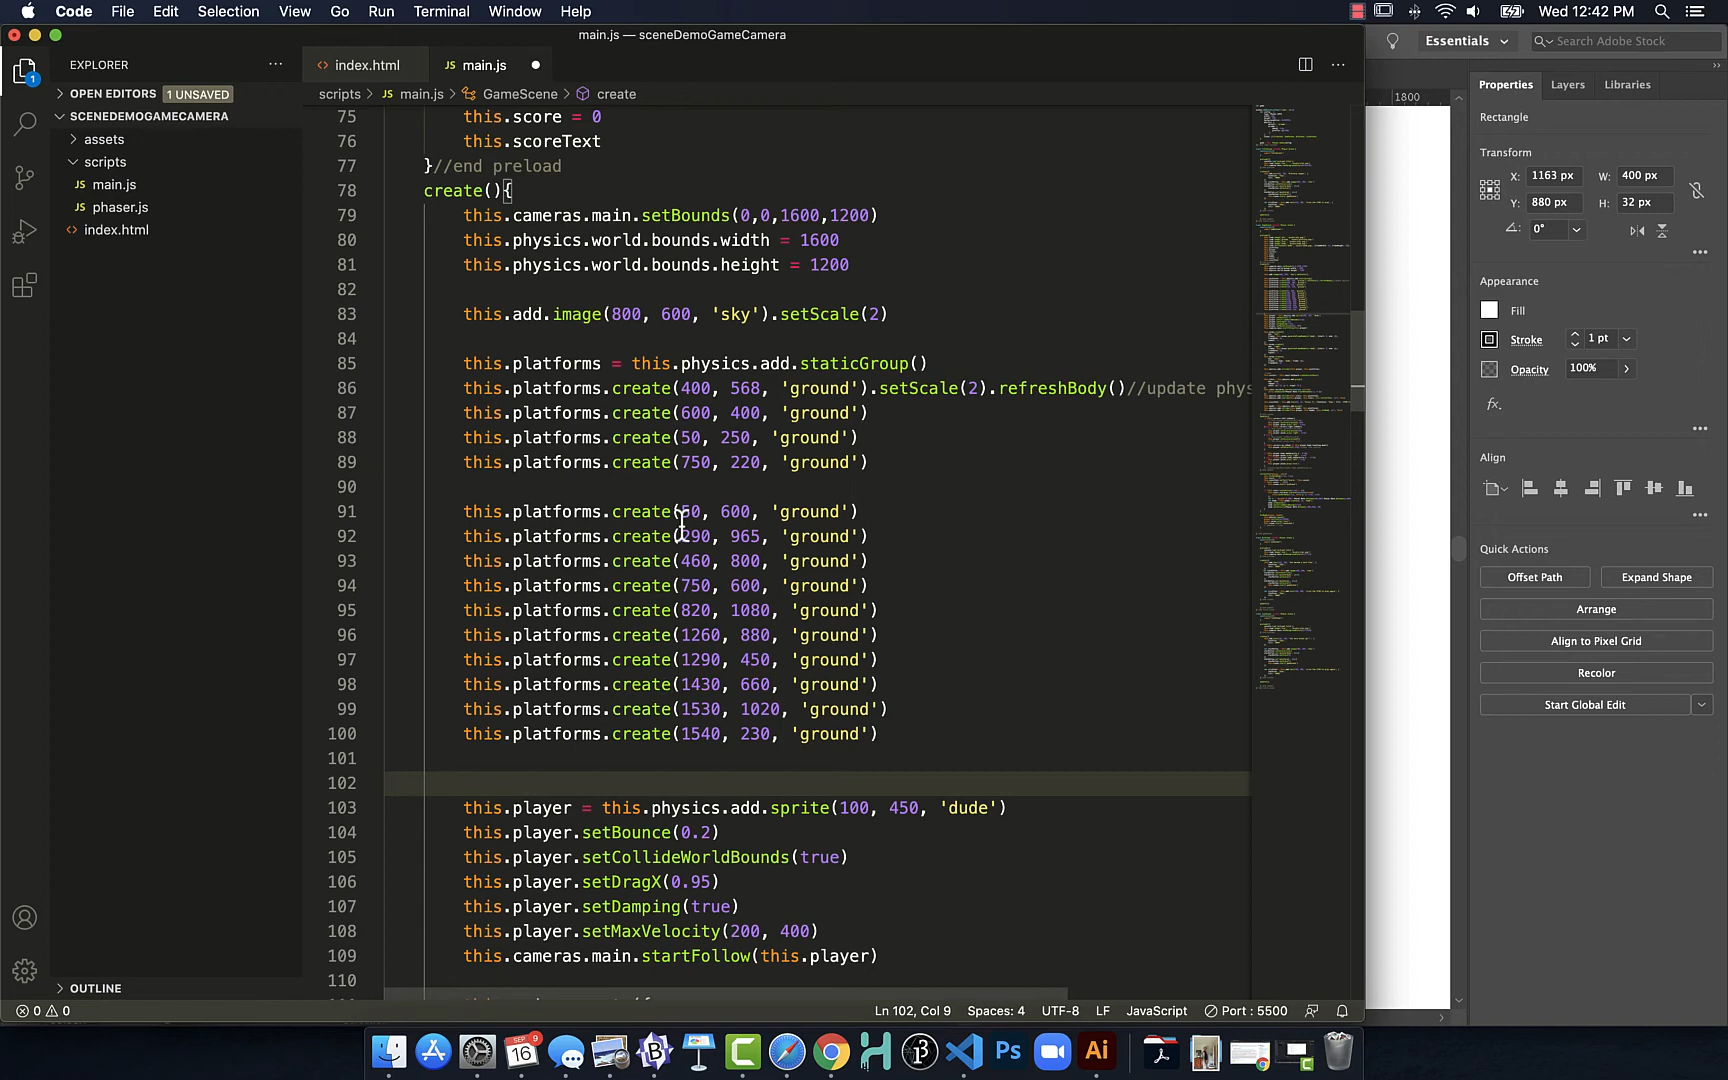 Code File Edit Selection View Go Run Terminal Window Help Wed 12:42 PM
main.js — sceneDemoGameCamera
EXPLORER
index.html
JS main.js
Essentials
Search Adobe Stock
OPEN EDITORS 1 UNSAVED
scripts > JS main.js > GameScene > create
SCENEDEMOGAMECAMERA
assets
scripts
JS main.js
JS phaser.js
index.html
75 this.score = 0
76 this.scoreText
77 }//end preload
78 create(){
79 this.cameras.main.setBounds(0,0,1600,1200)
80 this.physics.world.bounds.width = 1600
81 this.physics.world.bounds.height = 1200
82
83 this.add.image(800, 600, 'sky').setScale(2)
84
85 this.platforms = this.physics.add.staticGroup()
86 this.platforms.create(400, 568, 'ground').setScale(2).refreshBody()//update phys
87 this.platforms.create(600, 400, 'ground')
88 this.platforms.create(50, 250, 'ground')
89 this.platforms.create(750, 220, 'ground')
90
91 this.platforms.create(50, 600, 'ground')
92 this.platforms.create(290, 965, 'ground')
93 this.platforms.create(460, 800, 'ground')
94 this.platforms.create(750, 600, 'ground')
95 this.platforms.create(820, 1080, 'ground')
96 this.platforms.create(1260, 880, 'ground')
97 this.platforms.create(1290, 450, 'ground')
98 this.platforms.create(1430, 660, 'ground')
99 this.platforms.create(1530, 1020, 'ground')
100 this.platforms.create(1540, 230, 'ground')
101
102
103 this.player = this.physics.add.sprite(100, 450, 'dude')
104 this.player.setBounce(0.2)
105 this.player.setCollideWorldBounds(true)
106 this.player.setDragX(0.95)
107 this.player.setDamping(true)
108 this.player.setMaxVelocity(200, 400)
109 this.cameras.main.startFollow(this.player)
110
OUTLINE
1800
Properties Layers Libraries
Rectangle
Transform
X: 1163 px W: 400 px
Y: 880 px H: 32 px
0°
Appearance
Fill
Stroke 1 pt
Opacity 100%
fx.
Align
Quick Actions
Offset Path Expand Shape
Arrange
Align to Pixel Grid
Recolor
Start Global Edit
0 0 Ln 102, Col 9 Spaces: 4 UTF-8 LF JavaScript Port : 5500
SEP
16
9
Ps
Ai